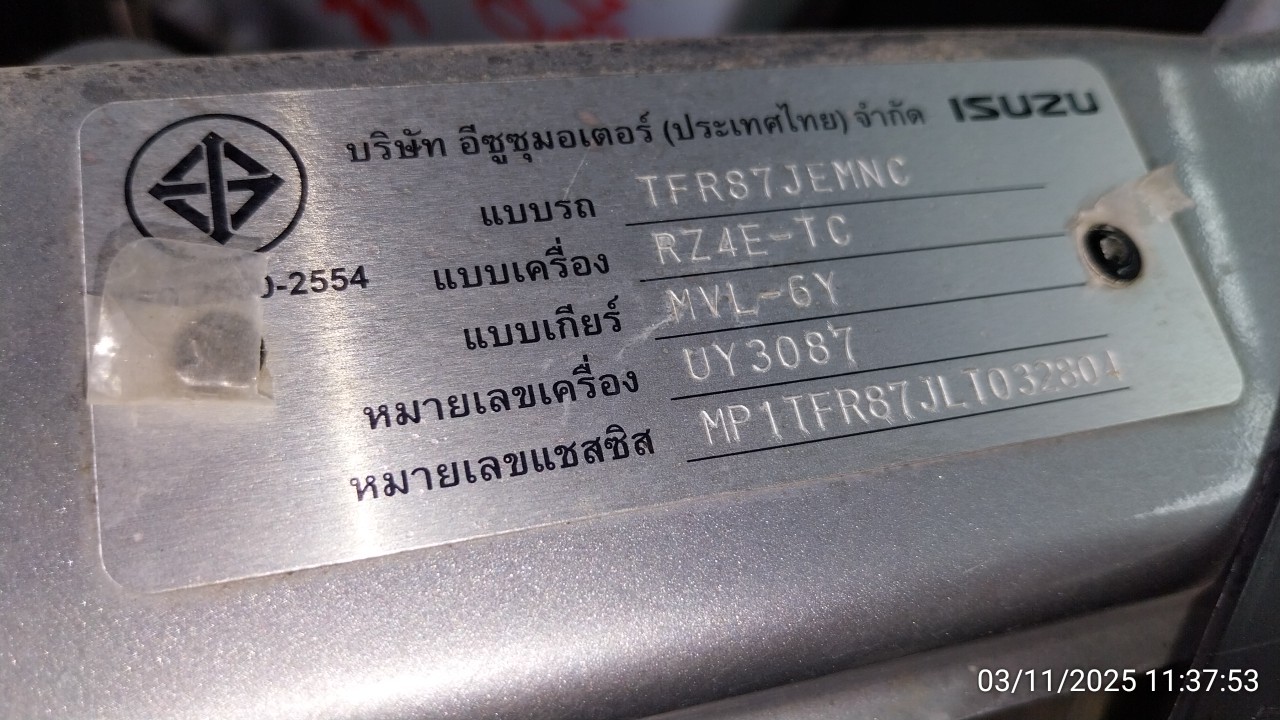 บริษัท อีซูซุมอเตอร์ (ประเทศไทย) จำกัด ISUZU
แบบรถ TFR87JEMNC
-2554 แบบเครื่อง RZ4E-TC
แบบเกียร์ MVL-6Y
หมายเลขเครื่อง UY3087
หมายเลขแชสซิส MP1TFR87JLT032804
03/11/2025 11:37:53